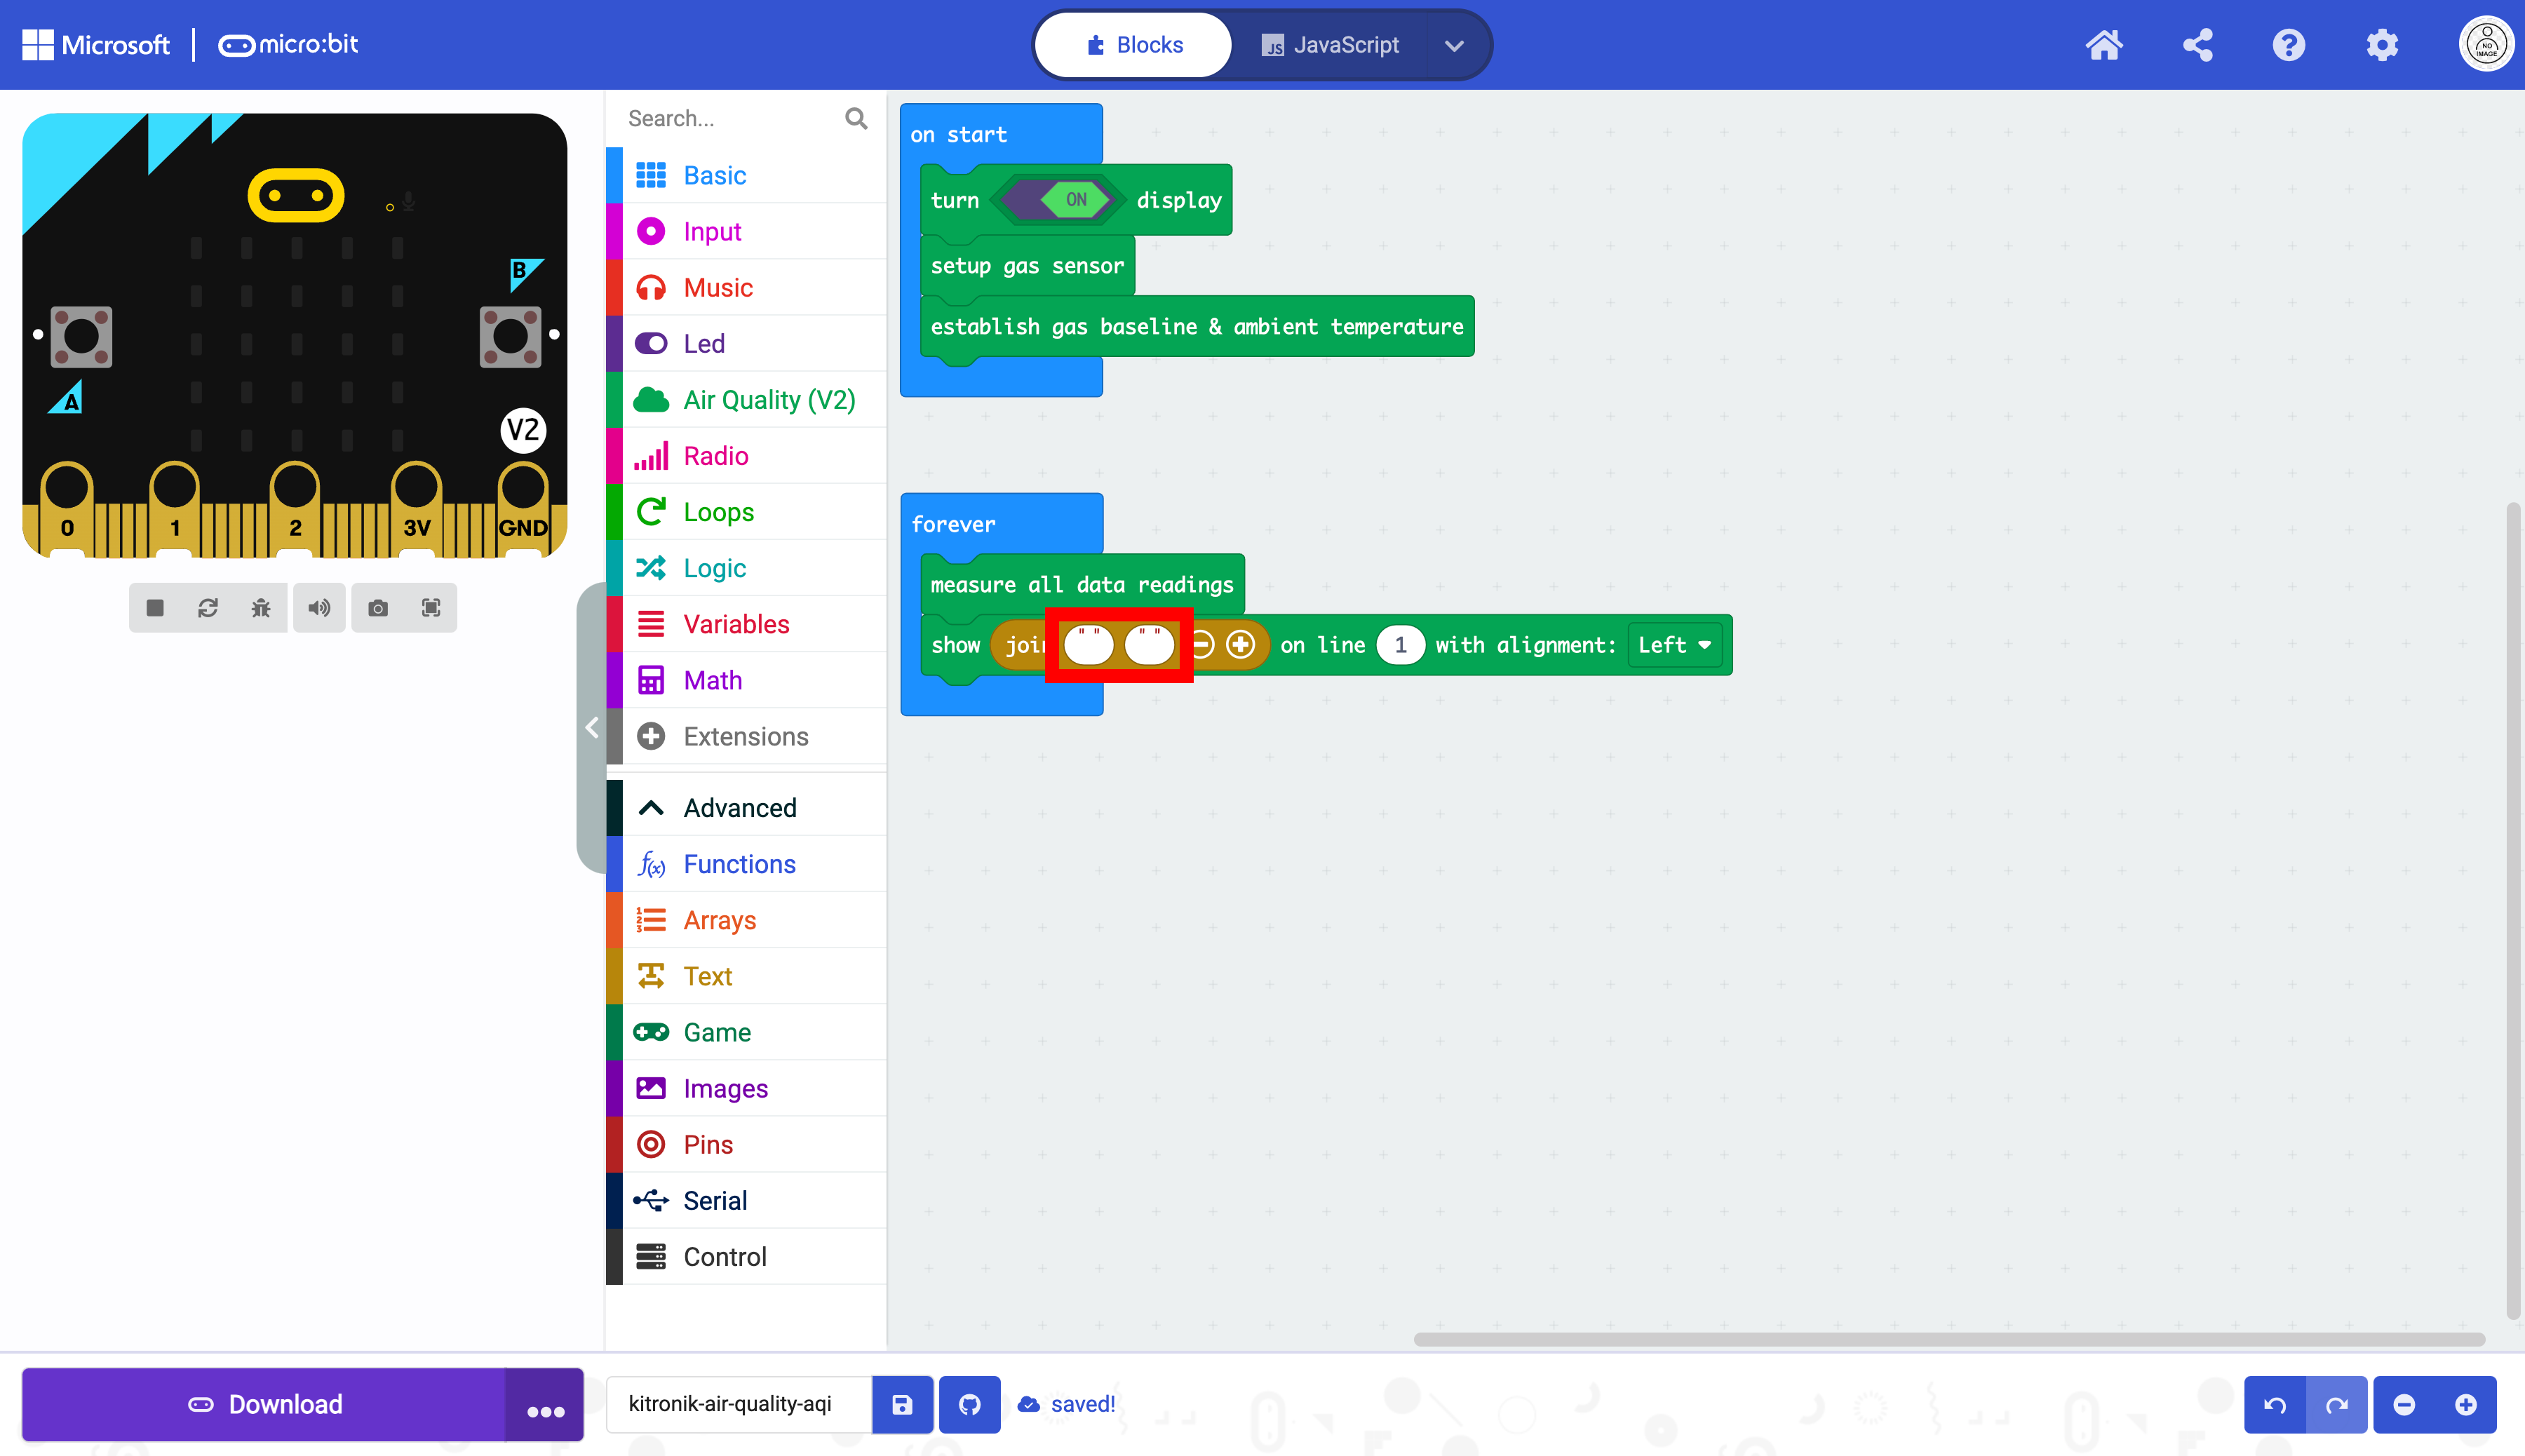 Microsoft | micro:bit
Blocks
JavaScript
NO IMAGE
Search...
Basic
Input
Music
Led
Air Quality (V2)
Radio
Loops
Logic
Variables
Math
Extensions
Advanced
Functions
Arrays
Text
Game
Images
Pins
Serial
Control
B
A
V2
0 1 2 3V GND
on start
turn ON display
setup gas sensor
establish gas baseline & ambient temperature
forever
measure all data readings
show join " " " " on line 1 with alignment: Left
Download
kitronik-air-quality-aqi
saved!